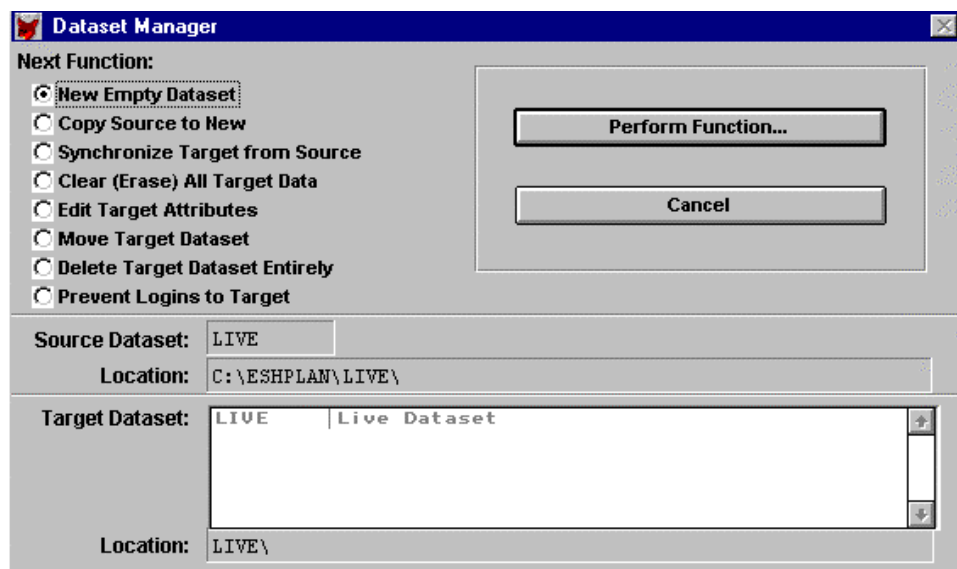 Dataset Manager
Next Function:
New Empty Dataset
Copy Source to New
Synchronize Target from Source
Clear (Erase) All Target Data
Edit Target Attributes
Move Target Dataset
Delete Target Dataset Entirely
Prevent Logins to Target
Perform Function...
Cancel
Source Dataset: LIVE
Location: C:\ESHPLAN\LIVE\
Target Dataset: LIVE Live Dataset
Location: LIVE\